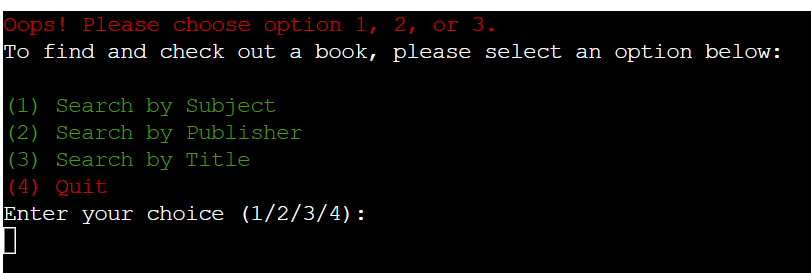 Oops! Please choose option 1, 2, or 3.
To find and check out a book, please select an option below:
(1) Search by Subject
(2) Search by Publisher
(3) Search by Title
(4) Quit
Enter your choice (1/2/3/4):